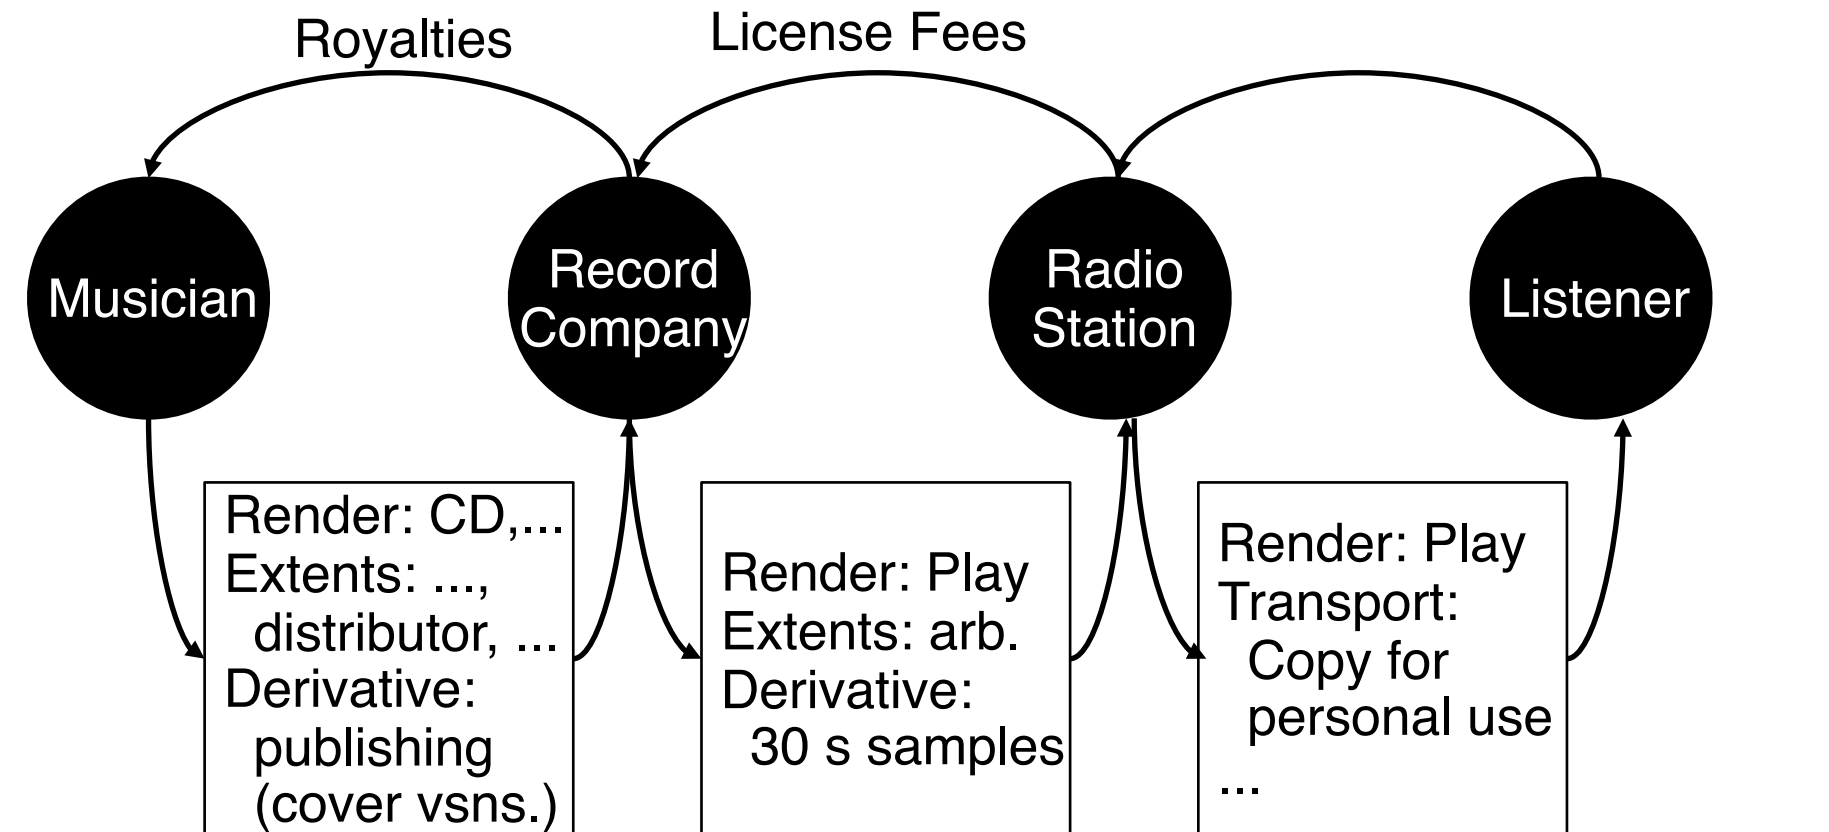 Royalties
License Fees
Musician
Record
Company
Radio
Station
Listener
Render: CD,...
Extents: ...,
distributor, ...
Derivative:
publishing
(cover vsns.)
Render: Play
Extents: arb.
Derivative:
30 s samples
Render: Play
Transport:
Copy for
personal use
...